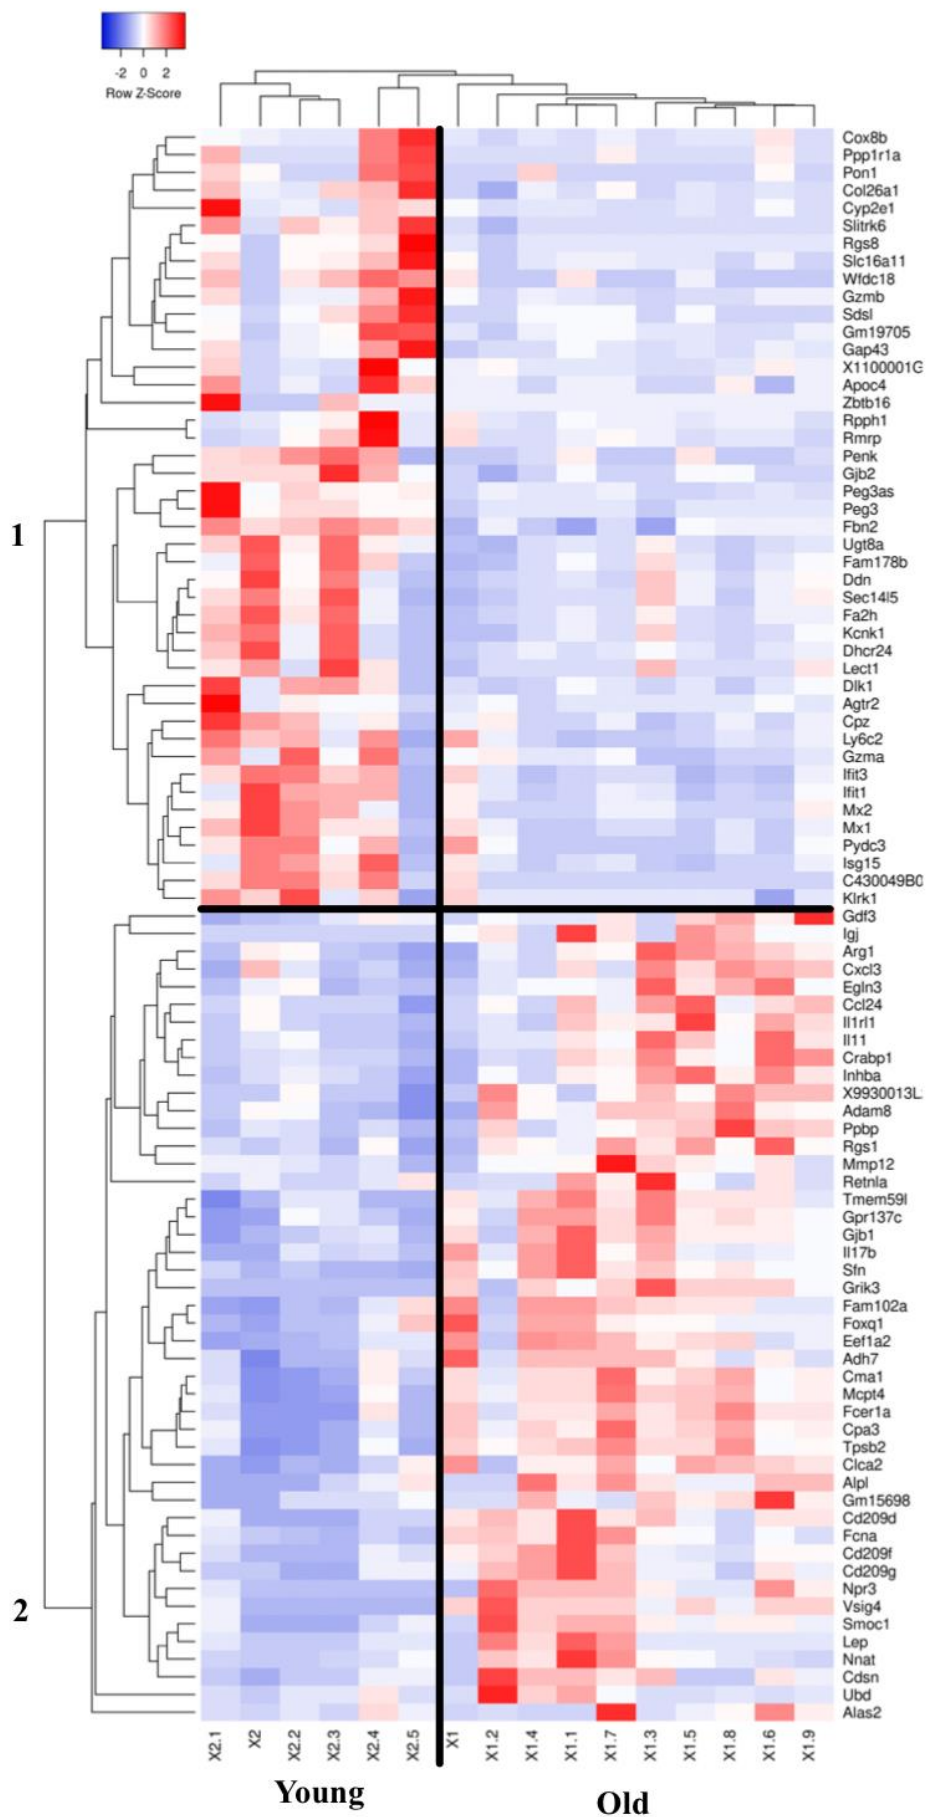 -2 0 2
Row Z-Score
Cox8b
Ppp1r1a
Pon1
Col26a1
Cyp2e1
Slitrk6
Rgs8
Slc16a11
Wfdc18
Gzmb
Sdsl
Gm19705
Gap43
X1100001G
Apoc4
Zbtb16
Rpph1
Rmrp
Penk
Gjb2
Peg3as
Peg3
1
Fbn2
Ugt8a
Fam178b
Ddn
Sec14l5
Fa2h
Kcnk1
Dhcr24
Lect1
Dlk1
Agtr2
Cpz
Ly6c2
Gzma
Ifit3
Ifit1
Mx2
Mx1
Pydc3
Isg15
C430049B0
Klrk1
Gdf3
Igj
Arg1
Cxcl3
Egln3
Ccl24
Il1rl1
Il11
Crabp1
Inhba
X9930013L
Adam8
Ppbp
Rgs1
Mmp12
Retnla
Tmem59l
Gpr137c
Gjb1
Il17b
Sfn
Grik3
Fam102a
Foxq1
Eef1a2
Adh7
Cma1
Mcpt4
Fcer1a
Cpa3
Tpsb2
Clca2
Alpl
Gm15698
Cd209d
Fcna
Cd209f
Cd209g
Npr3
2
Vsig4
Smoc1
Lep
Nnat
Cdsn
Ubd
Alas2
X2.1 X2 X2.2 X2.3 X2.4 X2.5 X1 X1.2 X1.4 X1.1 X1.7 X1.3 X1.5 X1.8 X1.6 X1.9
Young Old